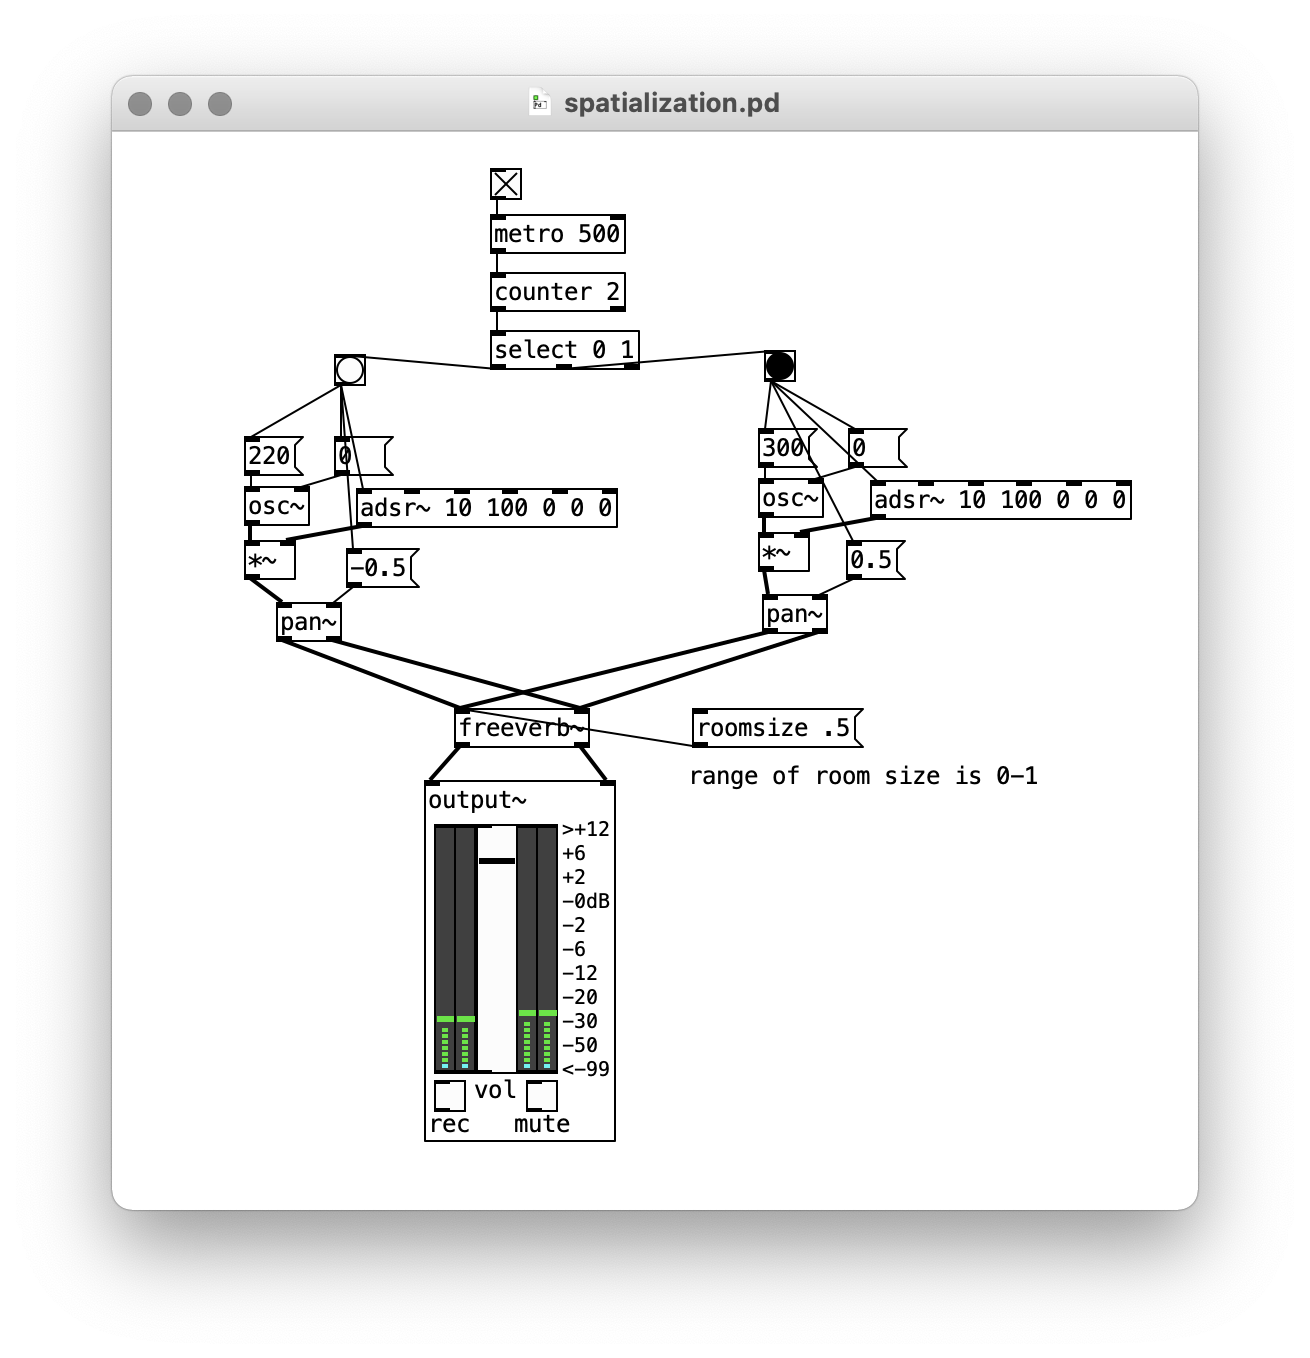 spatialization.pd
metro 500
counter 2
select 0 1
220
0
300
0
osc~
adsr~ 10 100 0 0 0
osc~
adsr~ 10 100 0 0 0
*~
-0.5
*~
0.5
pan~
pan~
freeverb~
roomsize .5
range of room size is 0-1
output~
>+12
+6
+2
-0dB
-2
-6
-12
-20
-30
-50
<-99
vol
rec
mute